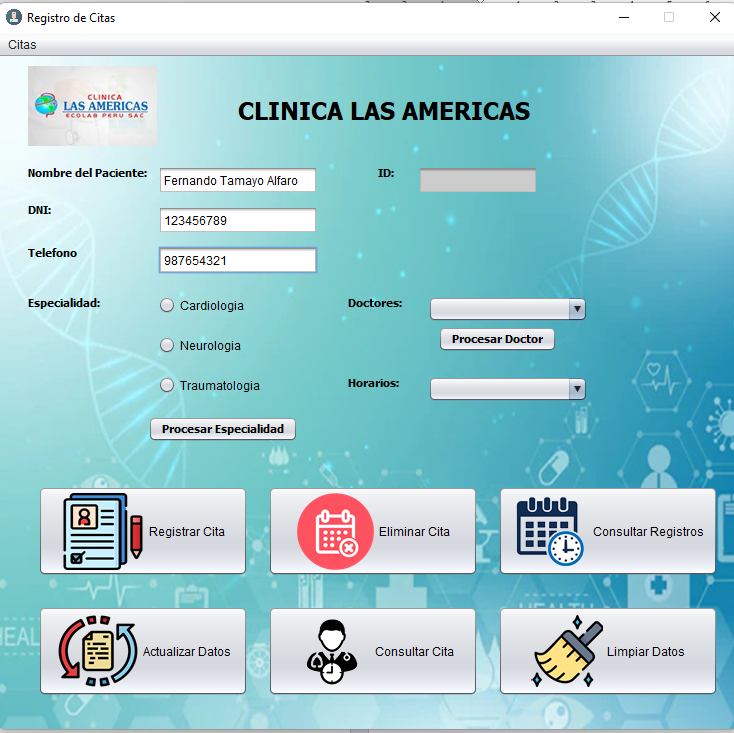 Registro de Citas
Citas
CLINICA
LAS AMERICAS
ECOLAB PERU SAC
CLINICA LAS AMERICAS
Nombre del Paciente: Fernando Tamayo Alfaro ID:
DNI: 123456789
Telefono 987654321
Especialidad: Cardiologia Doctores:
Procesar Doctor
Neurologia
Traumatologia Horarios:
Procesar Especialidad
Registrar Cita Eliminar Cita Consultar Registros
HEALTH
HEAL
Actualizar Datos Consultar Cita Limpiar Datos